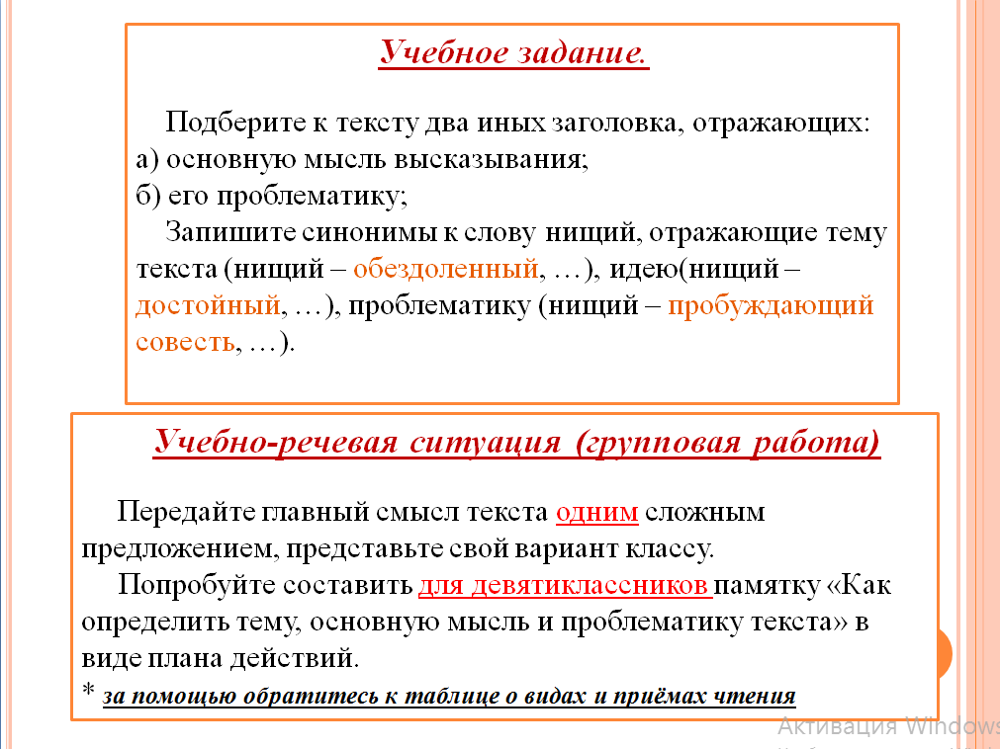 Учебное задание.
Подберите к тексту два иных заголовка, отражающих:
а) основную мысль высказывания;
б) его проблематику;
Запишите синонимы к слову нищий, отражающие тему
текста (нищий – обездоленный, …), идею(нищий –
достойный, …), проблематику (нищий – пробуждающий
совесть, …).
Учебно-речевая ситуация (групповая работа)
Передайте главный смысл текста одним сложным
предложением, представьте свой вариант классу.
Попробуйте составить для девятиклассников памятку «Как
определить тему, основную мысль и проблематику текста» в
виде плана действий.
* за помощью обратитесь к таблице о видах и приёмах чтения
Активация Windows